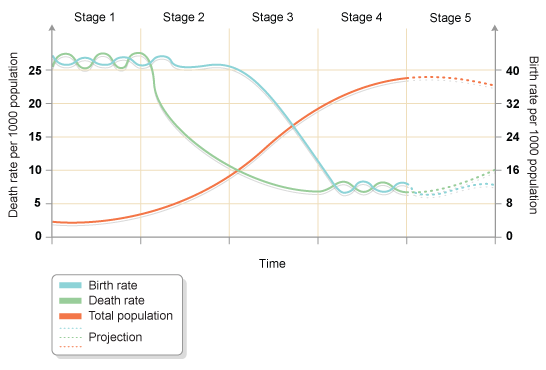 Stage 1 Stage 2 Stage 3 Stage 4 Stage 5
Death rate per 1000 population
25
20
15
10
5
0
40
32
24
16
8
0
Birth rate per 1000 population
Time
Birth rate
Death rate
Total population
Projection